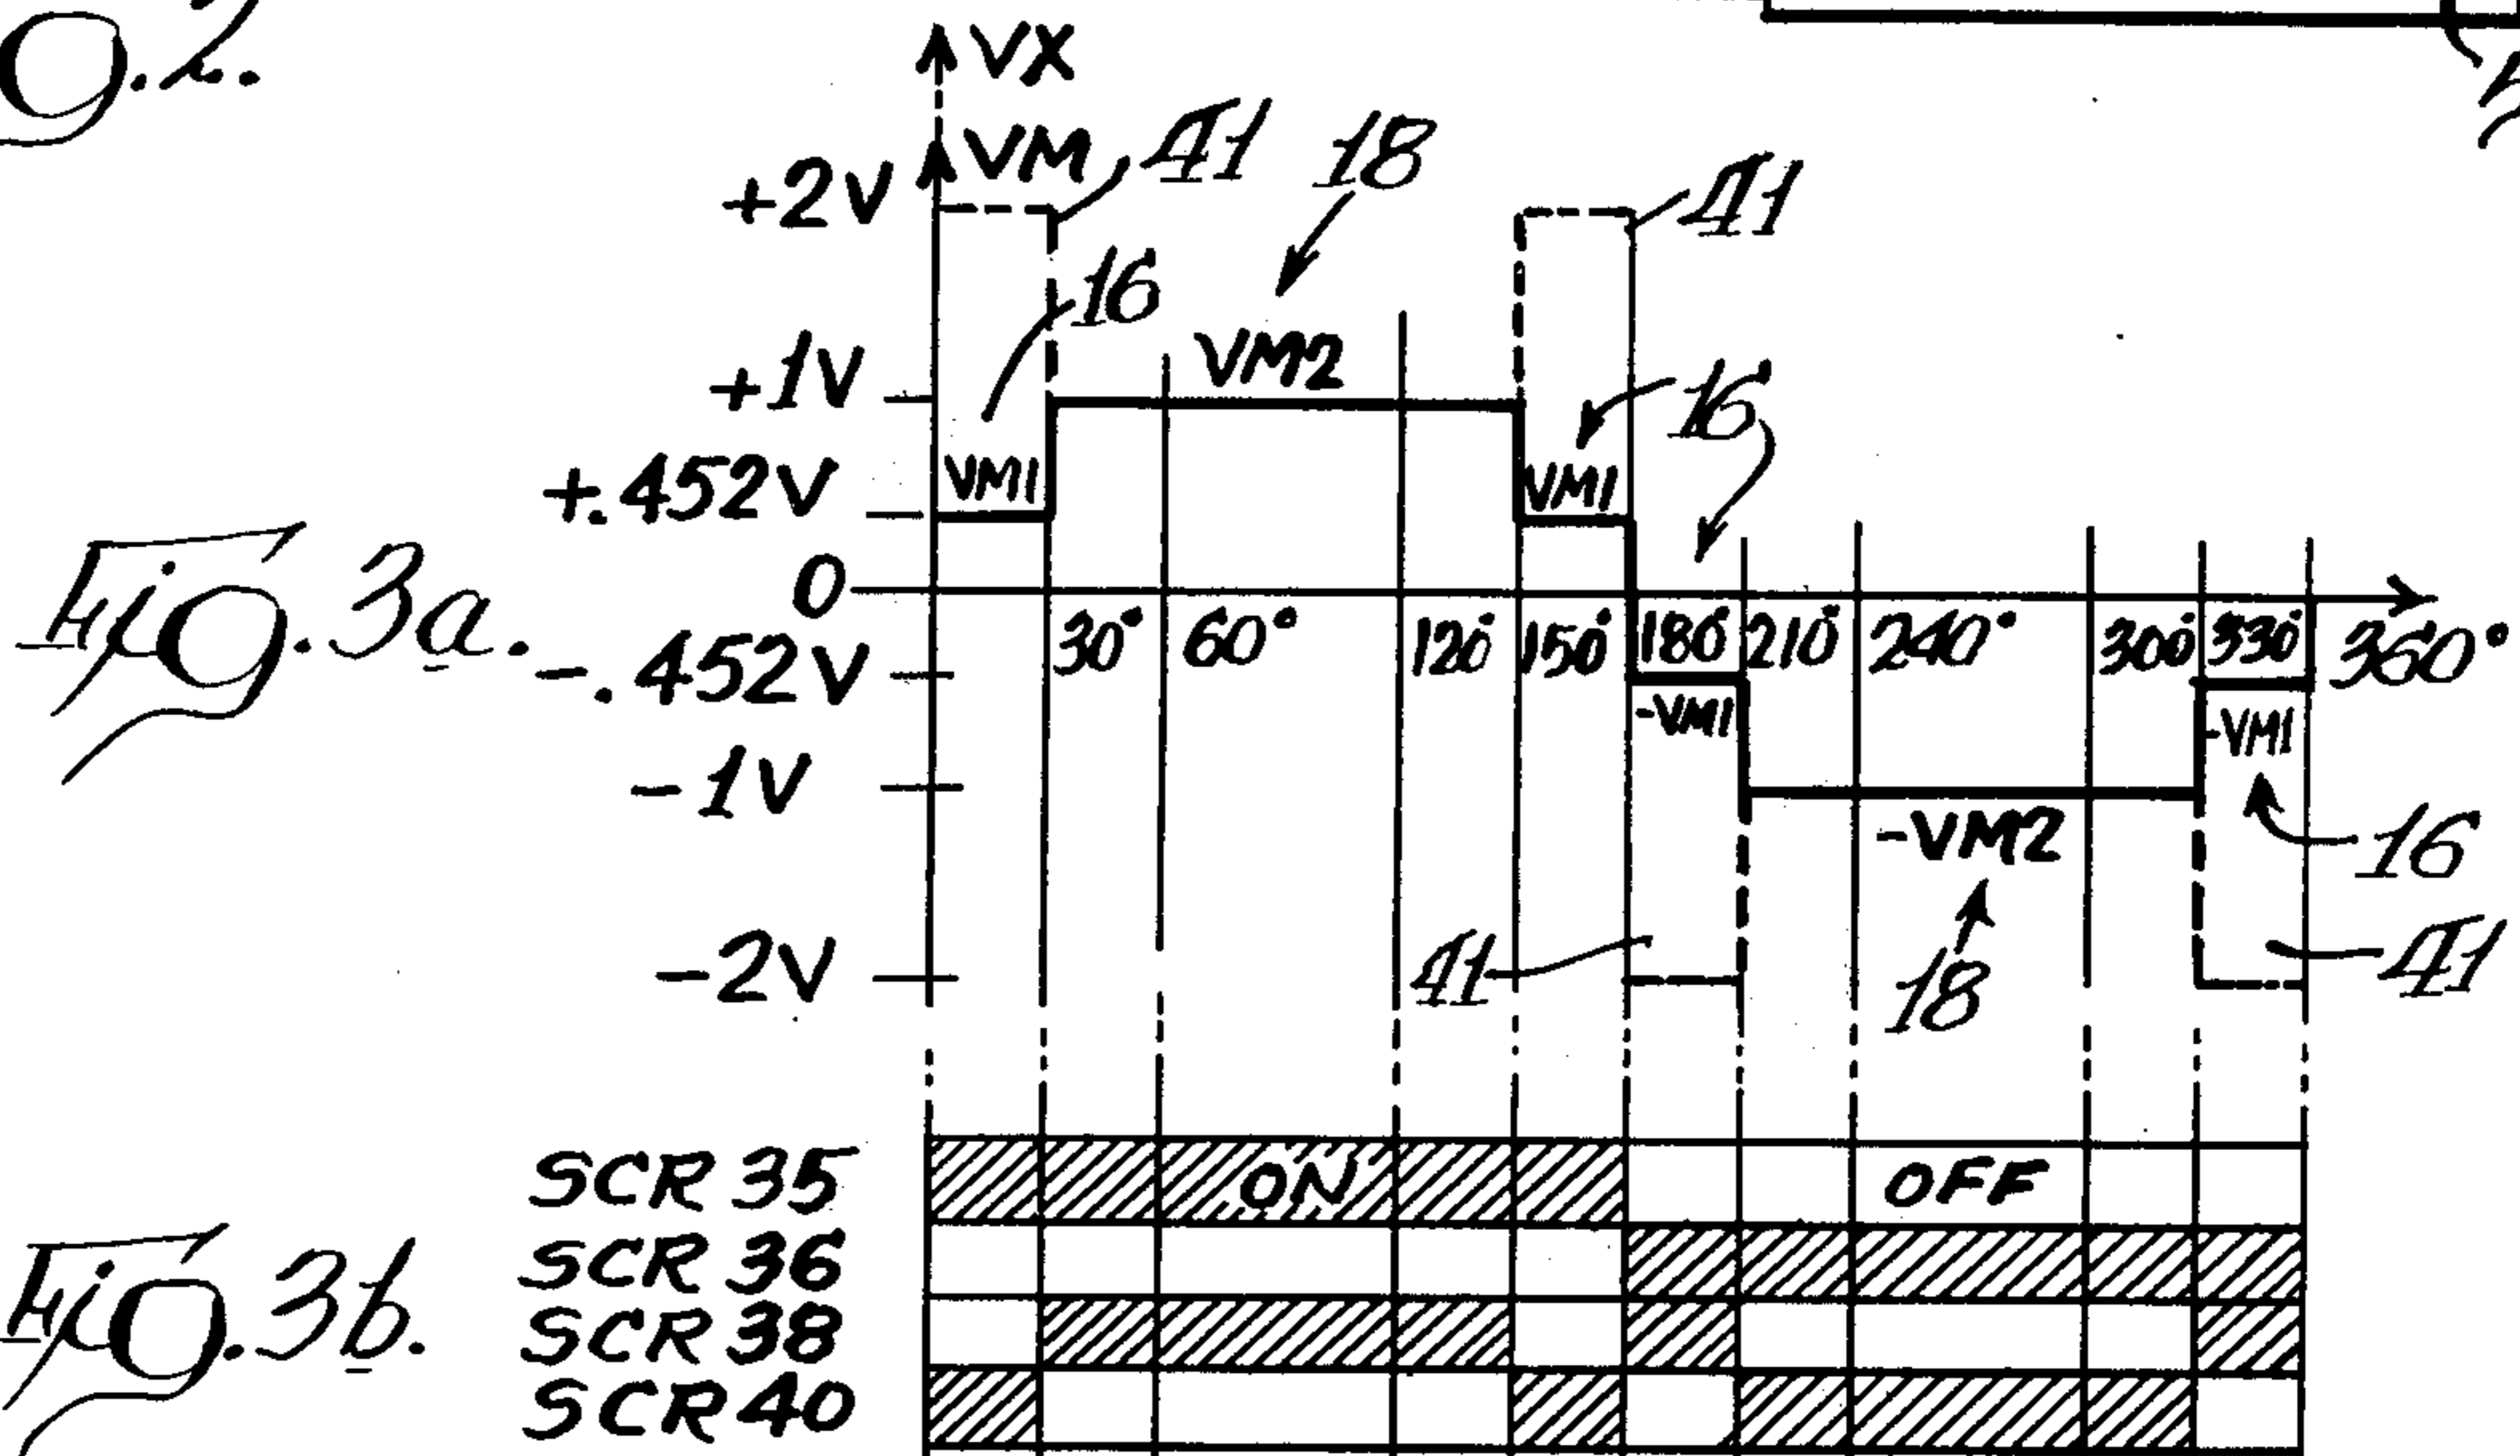 g.2.
VX
VM 41 18 41
+2V
16
+1V VM2 16
+.452V VM1 VM1
0
Fig. 3a.
30° 60° 120° 150° 180° 210° 240° 300° 330° 360°
-.452V
-VM1 -VM1
-1V
-VM2 16
-2V 41 18 41
SCR 35 ON OFF
SCR 36
Fig. 3b.
SCR 38
SCR 40